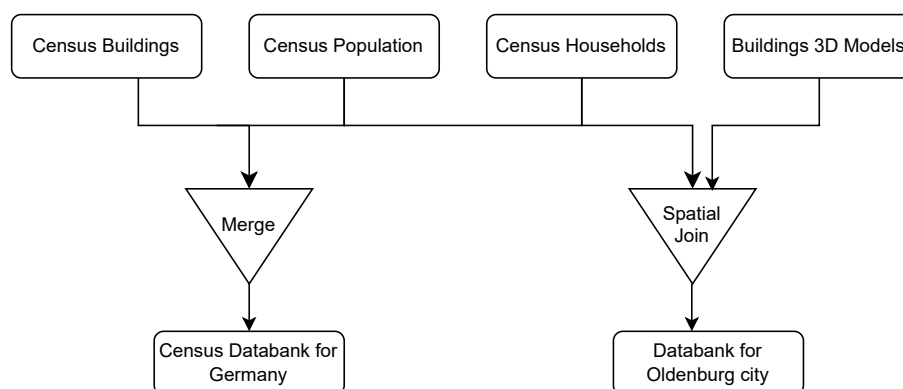 Census Buildings
Census Population
Census Households
Buildings 3D Models
Merge
Spatial
Join
Census Databank for
Germany
Databank for
Oldenburg city